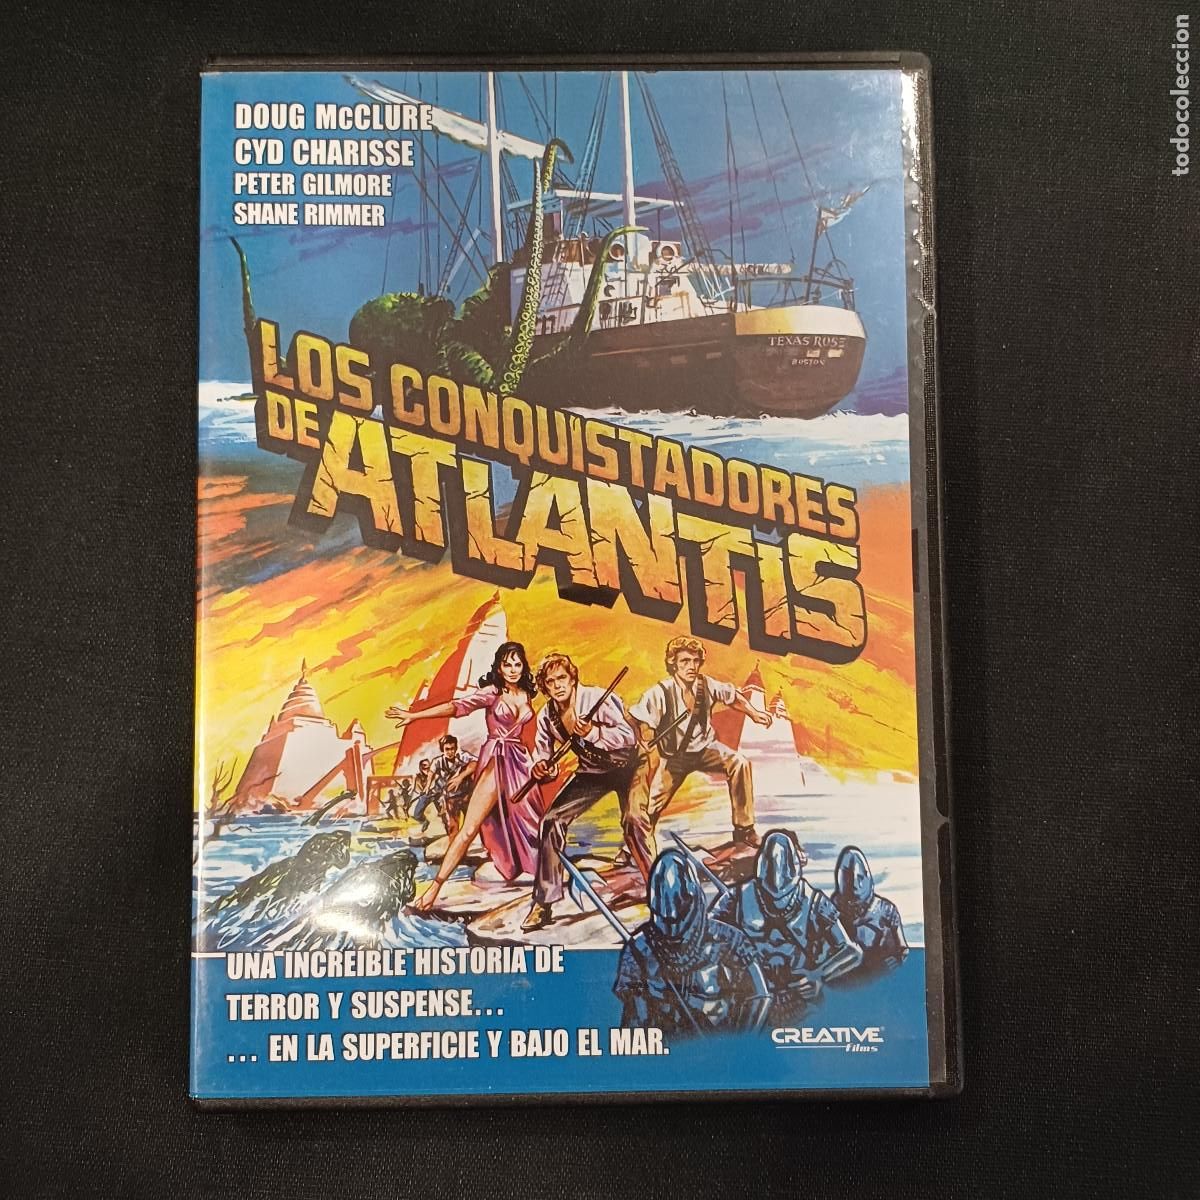 DOUG McCLURE
CYD CHARISSE
PETER GILMORE
SHANE RIMMER
TEXAS ROSE
BOSTON
LOS CONQUISTADORES
DE
ATLANTIS
UNA INCREIBLE HISTORIA DE
TERROR Y SUSPENSE...
... EN LA SUPERFICIE Y BAJO EL MAR.
CREATIVE
films
todocoleccion